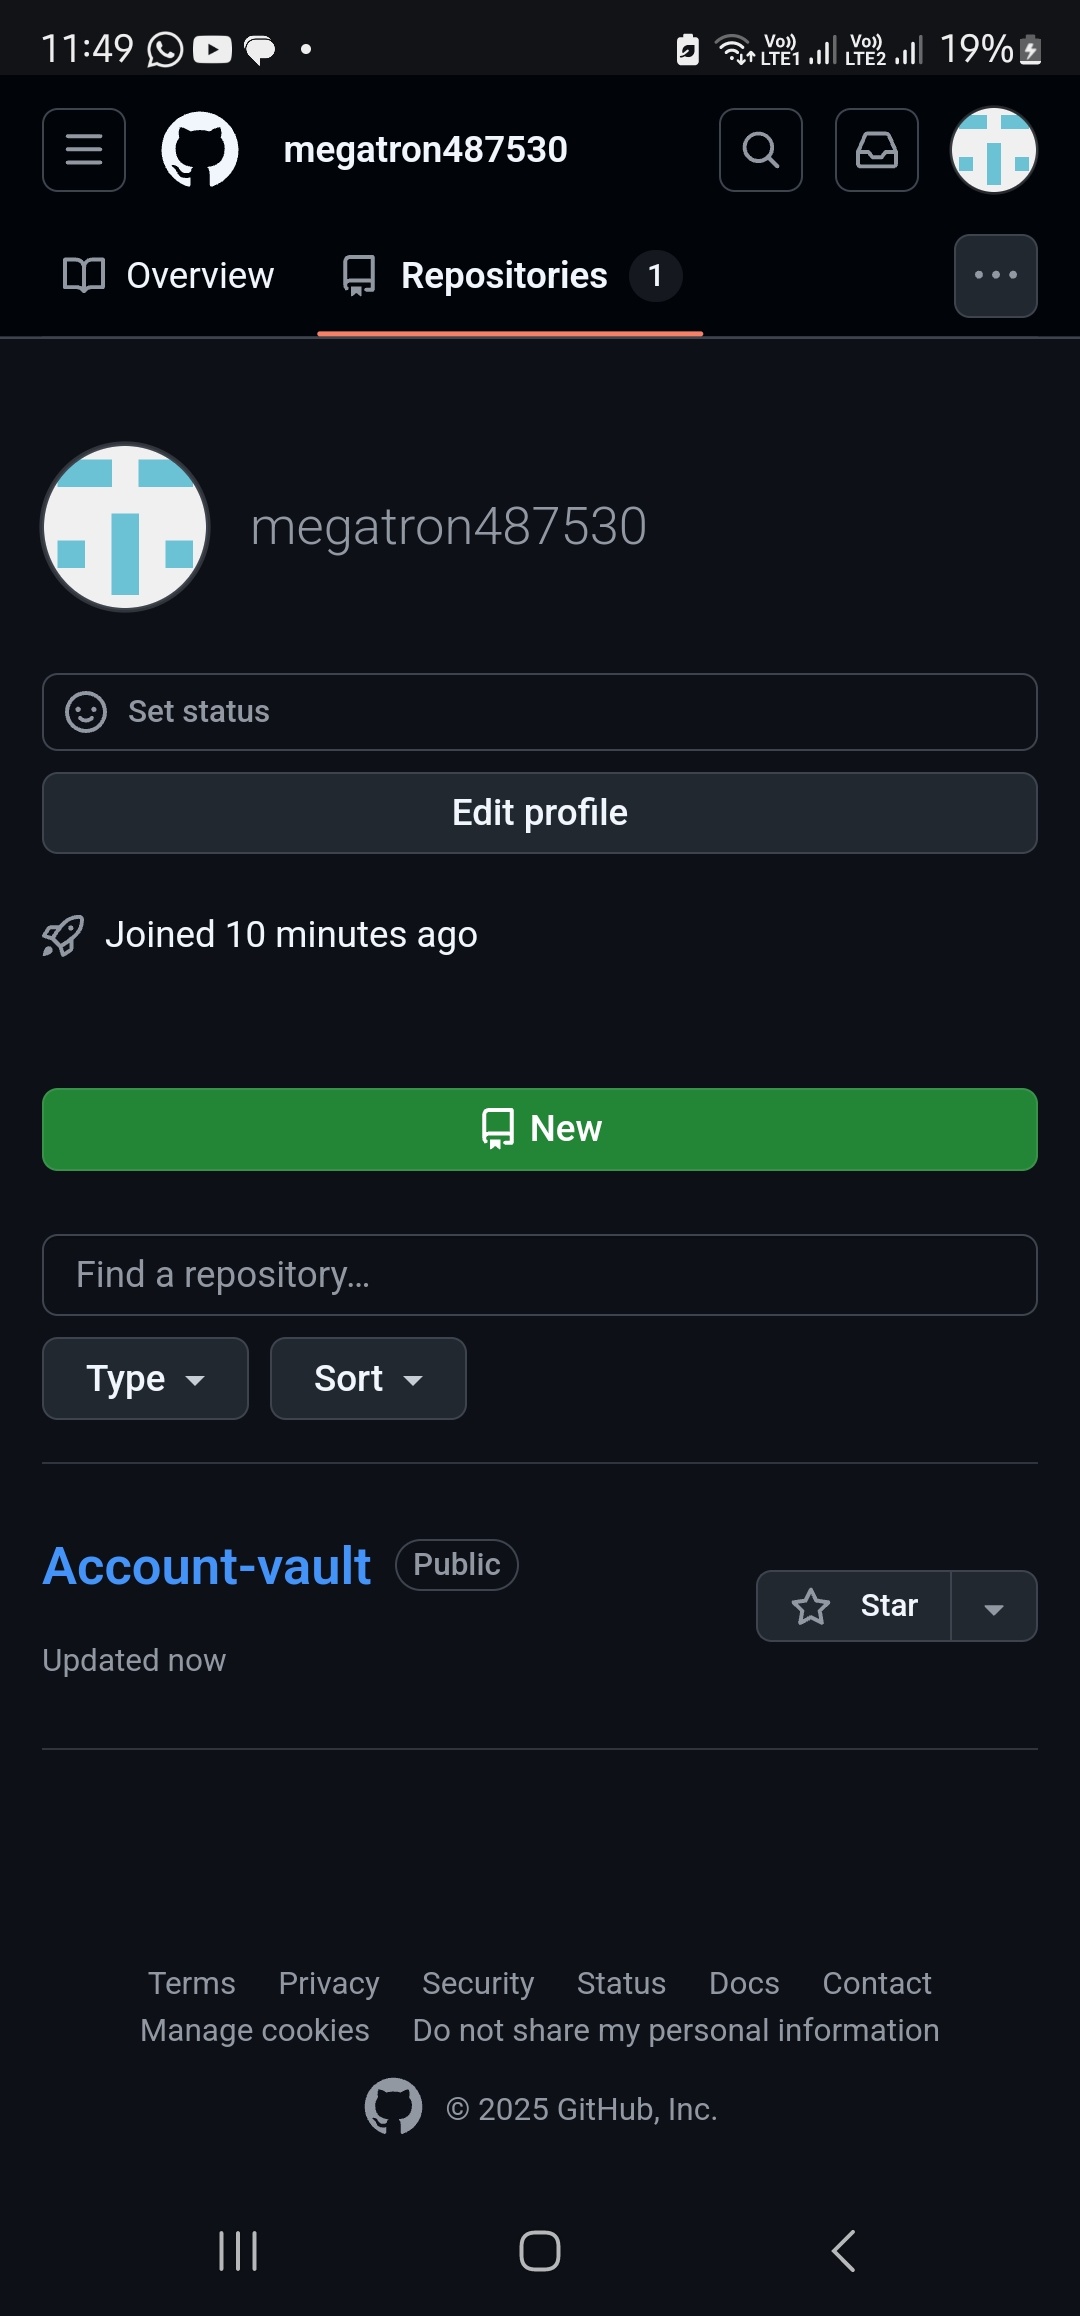 11:49 Vo)) LTE1 Vo)) LTE2 19%
megatron487530
Overview Repositories 1
megatron487530
Set status
Edit profile
Joined 10 minutes ago
New
Find a repository…
Type Sort
Account-vault Public
Star
Updated now
Terms Privacy Security Status Docs Contact
Manage cookies Do not share my personal information
© 2025 GitHub, Inc.